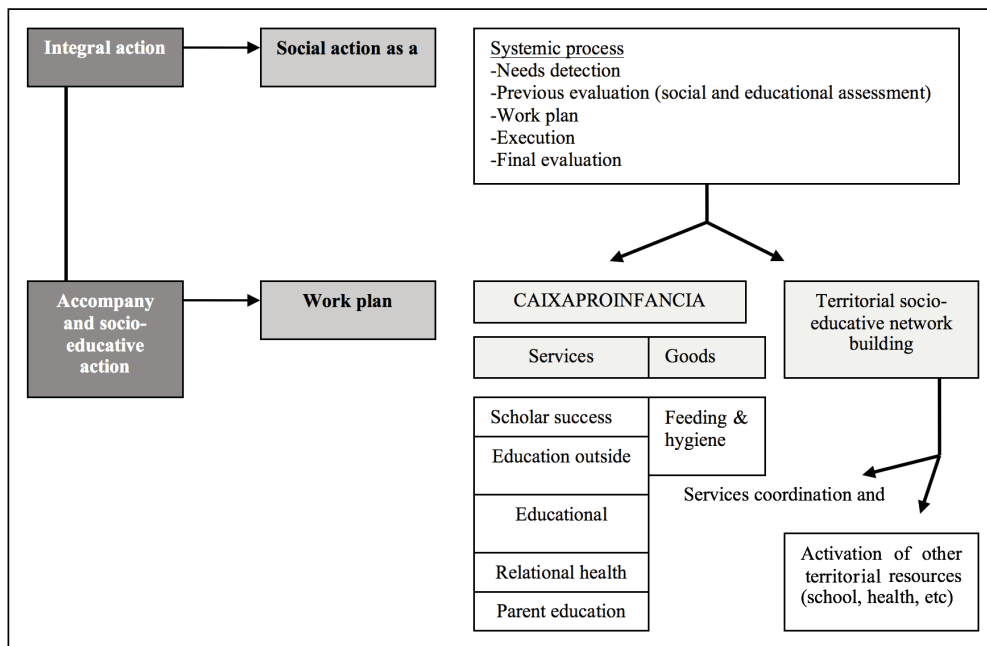 Integral action
Social action as a
Systemic process
-Needs detection
-Previous evaluation (social and educational assessment)
-Work plan
-Execution
-Final evaluation
Accompany
and socio-
educative
action
Work plan
CAIXAPROINFANCIA
Territorial socio-
educative network
building
Services
Goods
Scholar success
Feeding &
hygiene
Education outside
Educational
Relational health
Parent education
Services coordination and
Activation of other
territorial resources
(school, health, etc)